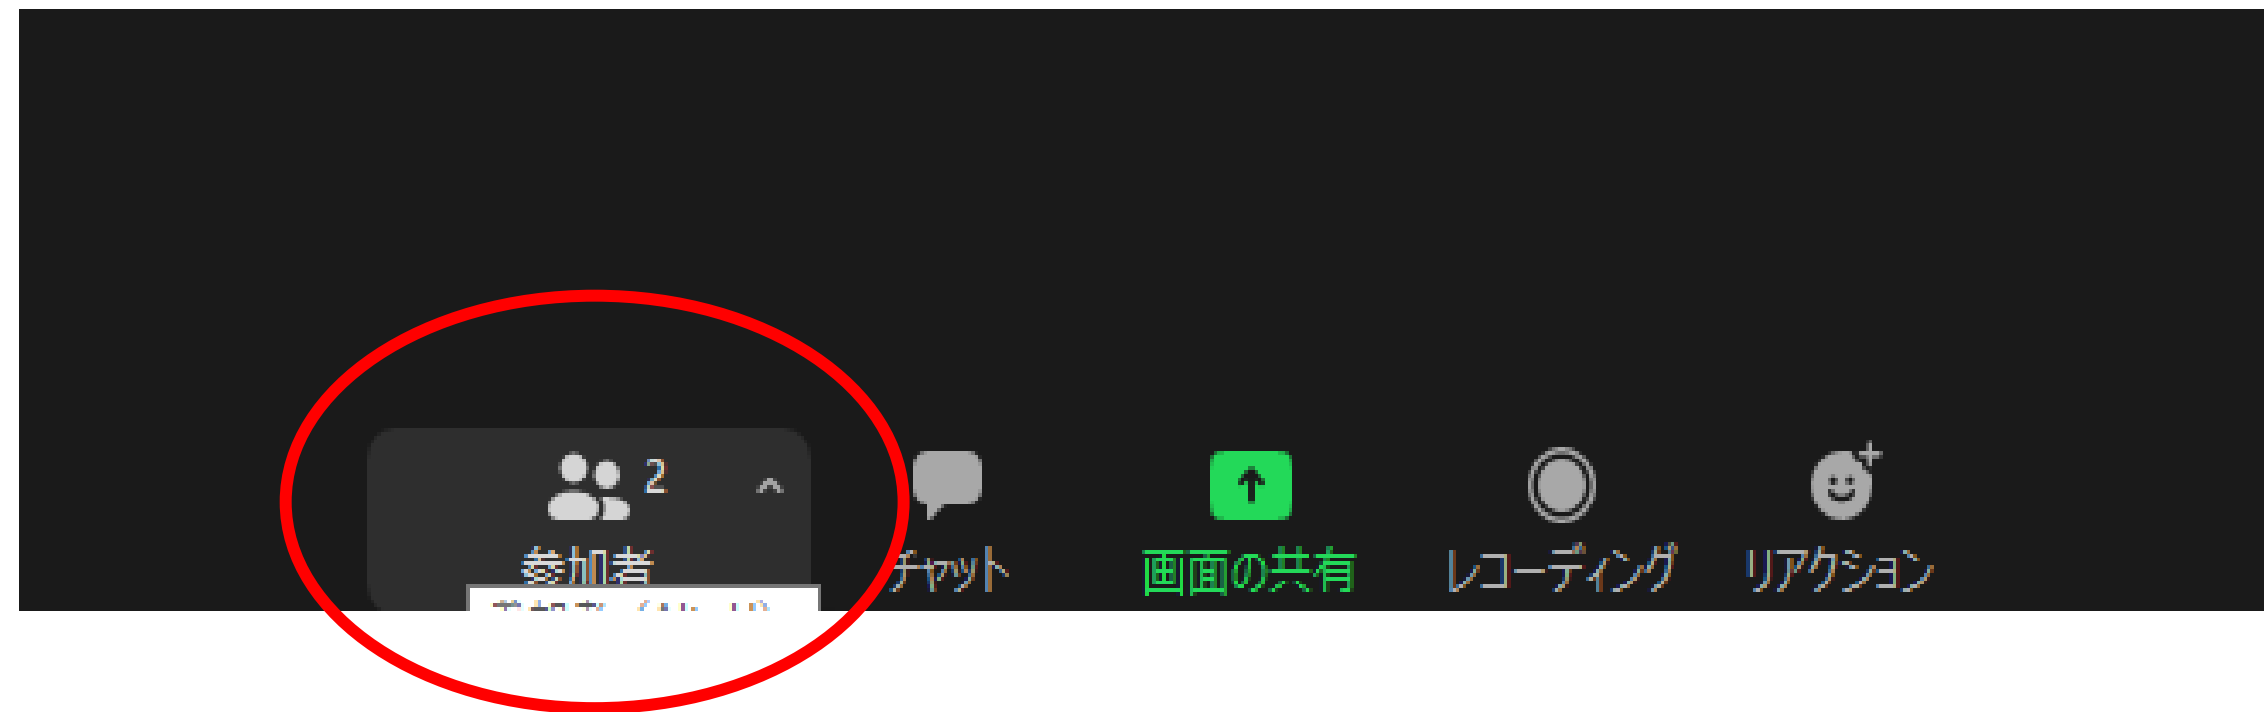 2
参加者
チャット
画面の共有
レコーディング
リアクション